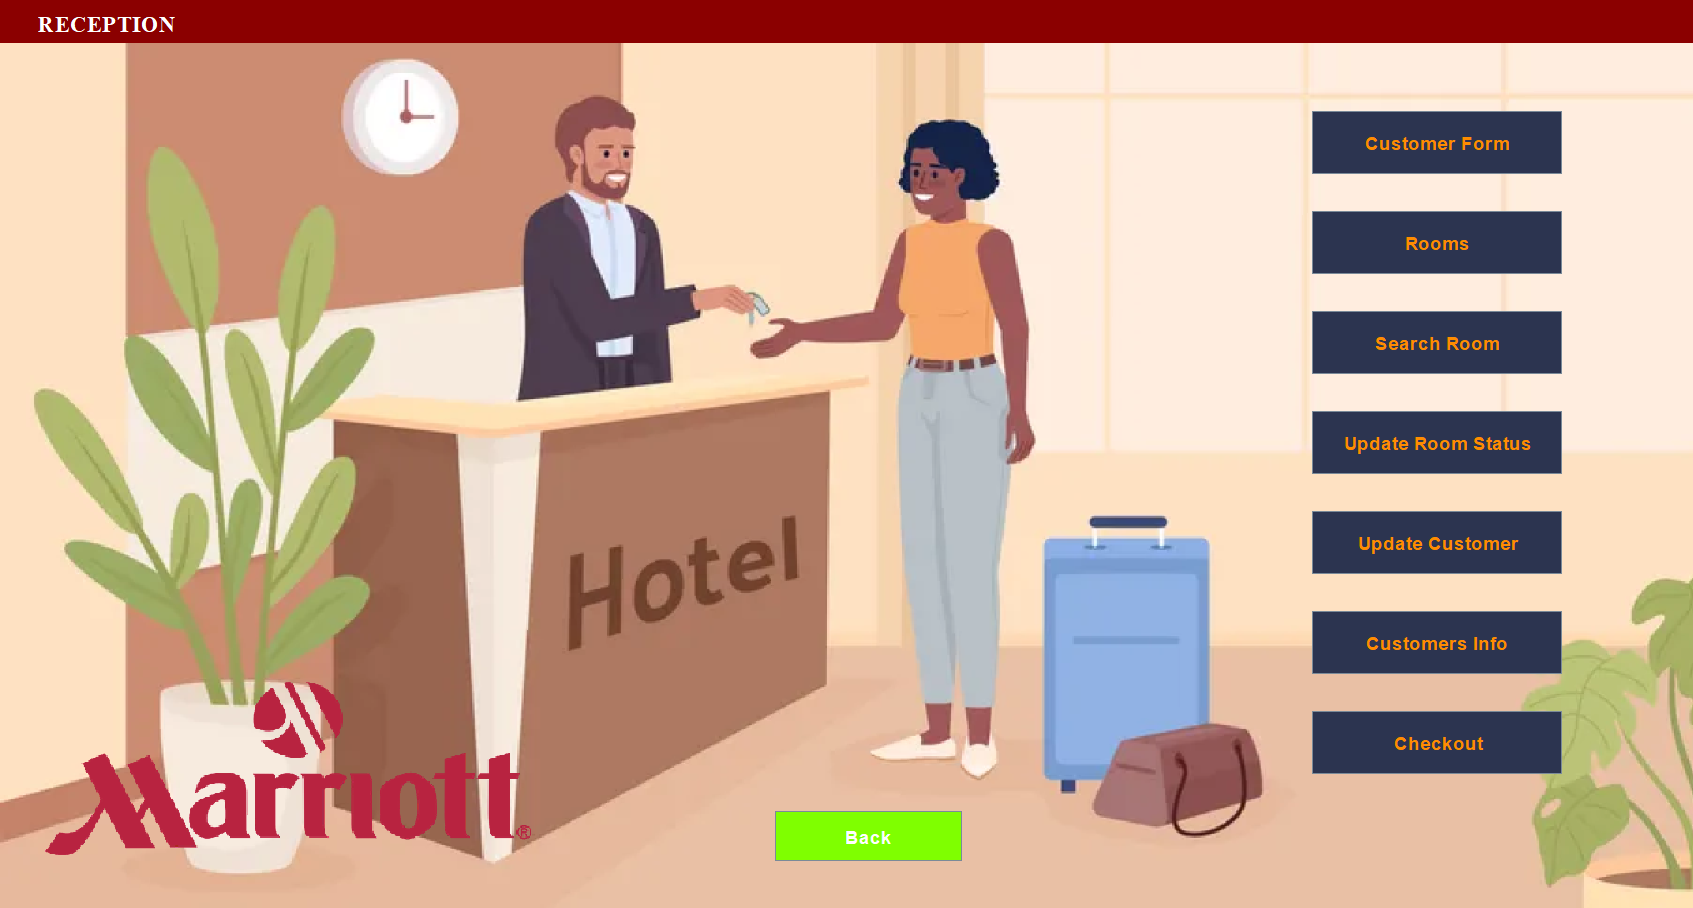 RECEPTION
Customer Form
Rooms
Search Room
Update Room Status
Update Customer
Customers Info
Checkout
Hotel
Marriott®
Back